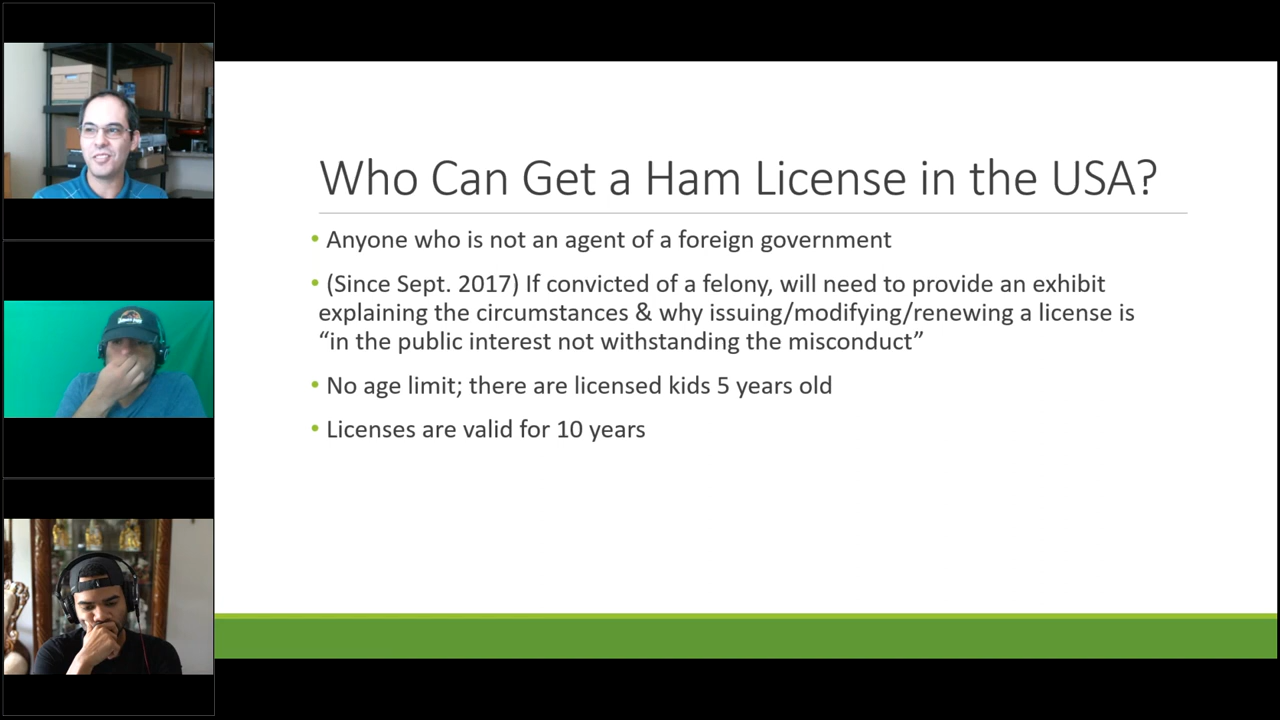 Who Can Get a Ham License in the USA?
• Anyone who is not an agent of a foreign government
• (Since Sept. 2017) If convicted of a felony, will need to provide an exhibit
explaining the circumstances & why issuing/modifying/renewing a license is
“in the public interest not withstanding the misconduct”
• No age limit; there are licensed kids 5 years old
• Licenses are valid for 10 years